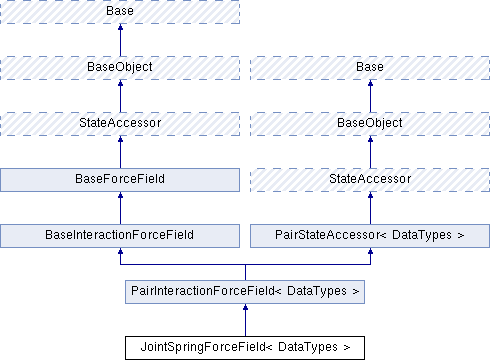 Base
BaseObject
Base
StateAccessor
BaseObject
BaseForceField
StateAccessor
BaseInteractionForceField
PairStateAccessor< DataTypes >
PairInteractionForceField< DataTypes >
JointSpringForceField< DataTypes >